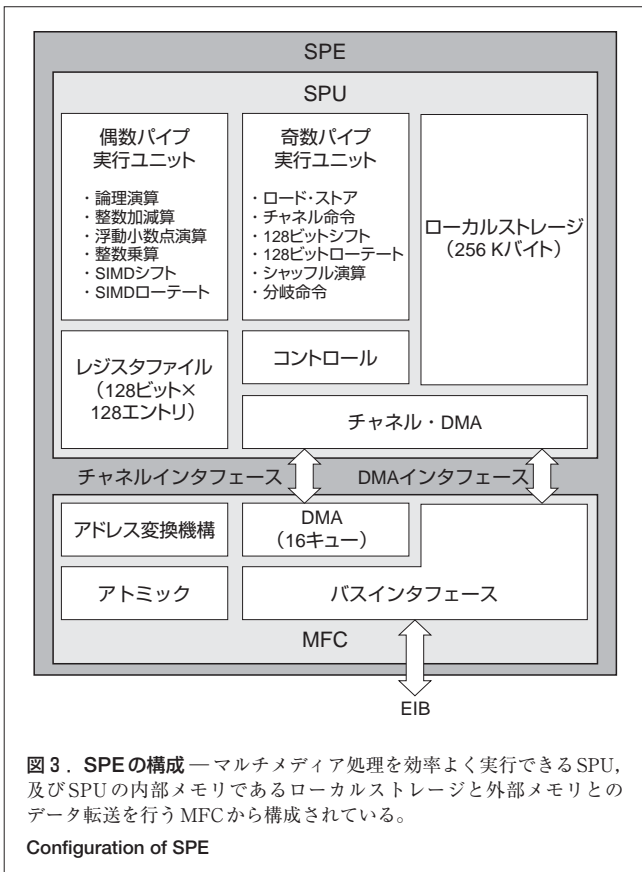 SPE
SPU
偶数パイプ
実行ユニット
・論理演算
・整数加減算
・浮動小数点演算
・整数乗算
・SIMDシフト
・SIMDローテート
奇数パイプ
実行ユニット
・ロード・ストア
・チャネル命令
・128ビットシフト
・128ビットローテート
・シャッフル演算
・分岐命令
ローカルストレージ
（256 Kバイト）
レジスタファイル
（128ビット×
128エントリ）
コントロール
チャネル・DMA
チャネルインタフェース
DMAインタフェース
アドレス変換機構
DMA
（16キュー）
アトミック
バスインタフェース
MFC
EIB
図3．SPEの構成 ― マルチメディア処理を効率よく実行できるSPU,
及びSPUの内部メモリであるローカルストレージと外部メモリとの
データ転送を行うMFCから構成されている。
Configuration of SPE